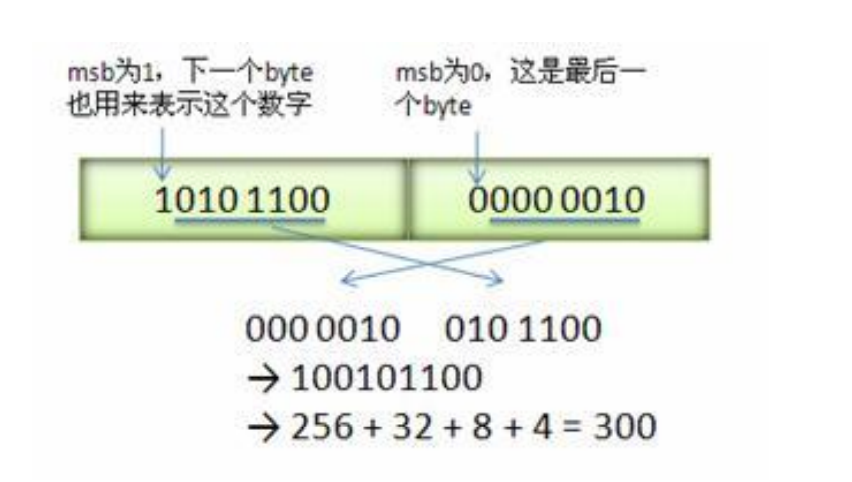 msb为1，下一个byte
也用来表示这个数字
msb为0，这是最后一
个byte
1010 1100
0000 0010
000 0010 010 1100
→ 100101100
→ 256 + 32 + 8 + 4 = 300